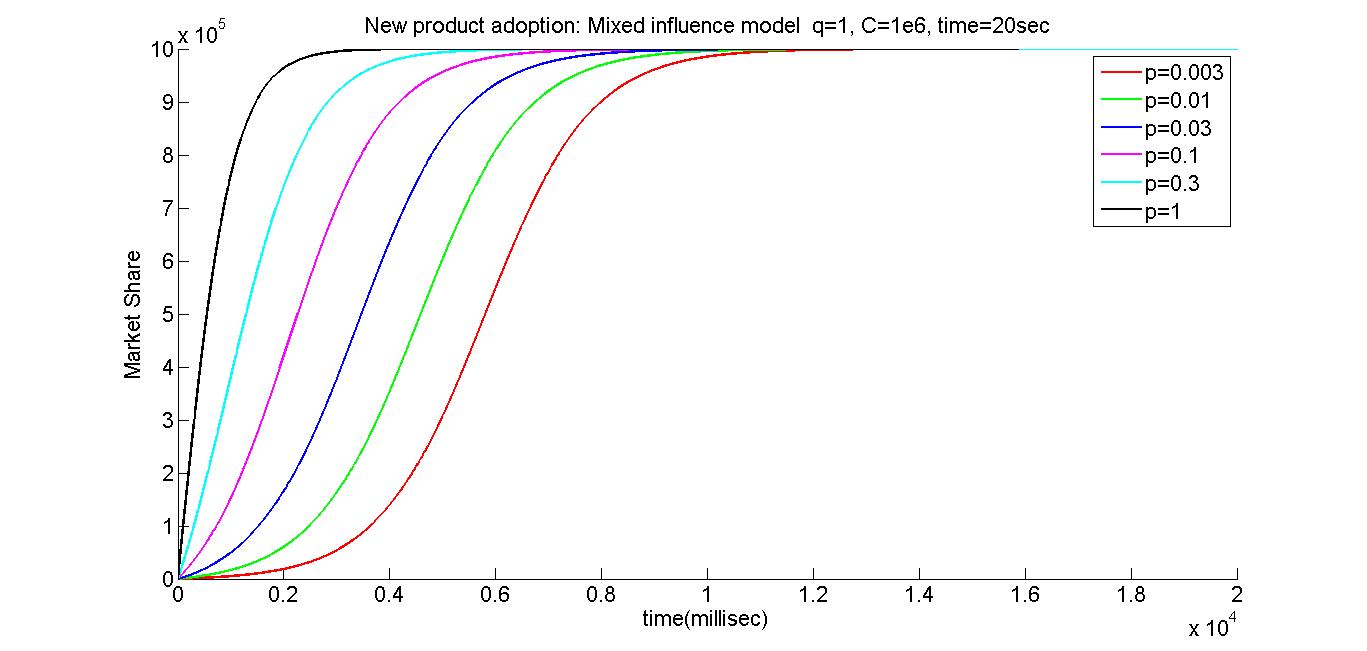 New product adoption: Mixed influence model  q=1, C=1e6, time=20sec
x 10^5
10
9
8
7
6
5
4
3
2
1
0
Market Share
p=0.003
p=0.01
p=0.03
p=0.1
p=0.3
p=1
0 0.2 0.4 0.6 0.8 1 1.2 1.4 1.6 1.8 2
time(millisec)
x 10^4